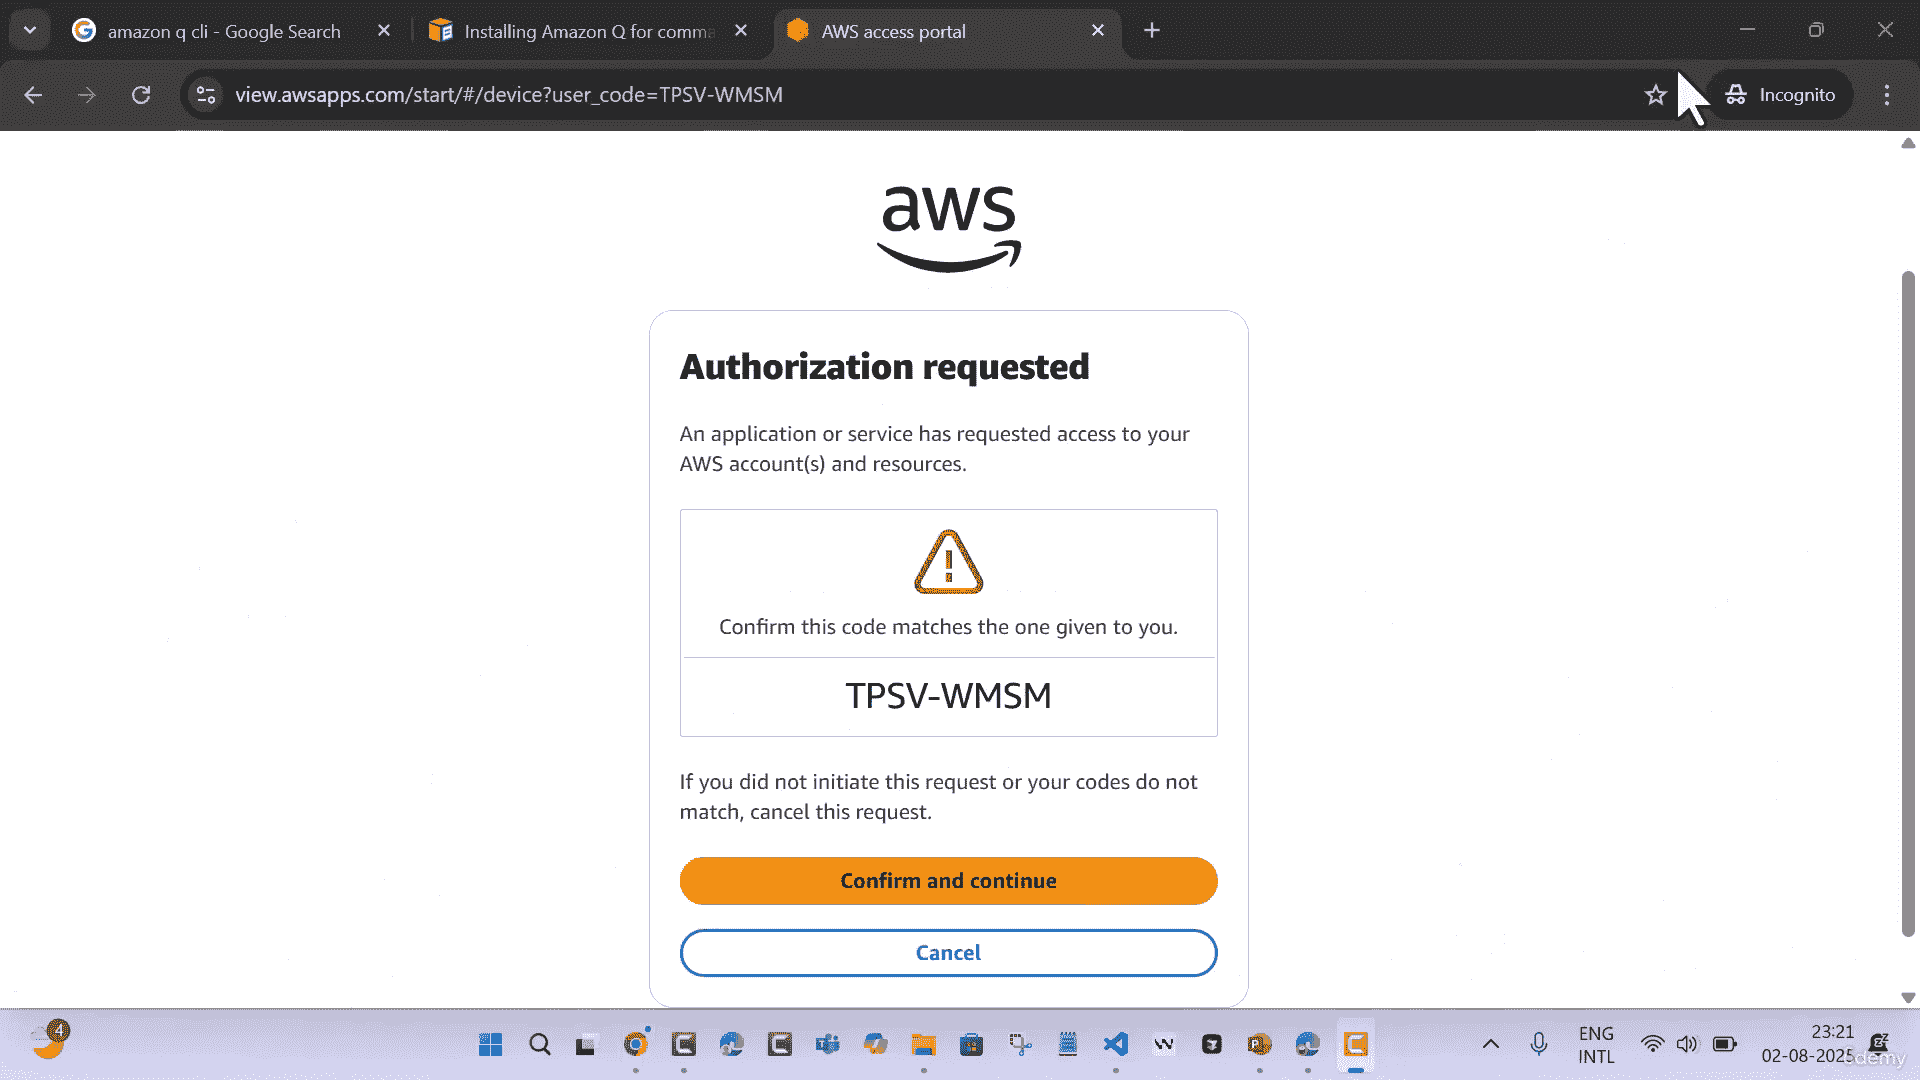 amazon q cli - Google Search
Installing Amazon Q for comma
AWS access portal
view.awsapps.com/start/#/device?user_code=TPSV-WMSM
Incognito
aws
Authorization requested
An application or service has requested access to your
AWS account(s) and resources.
Confirm this code matches the one given to you.
TPSV-WMSM
If you did not initiate this request or your codes do not
match, cancel this request.
Confirm and continue
Cancel
4
ENG
INTL
23:21
02-08-2025
demy